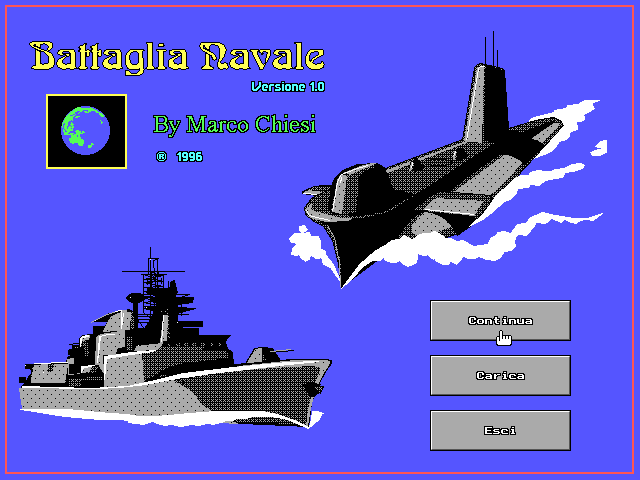 Battaglia Navale
Versione 1.0
By Marco Chiesi
® 1996
Continua
Carica
Esci